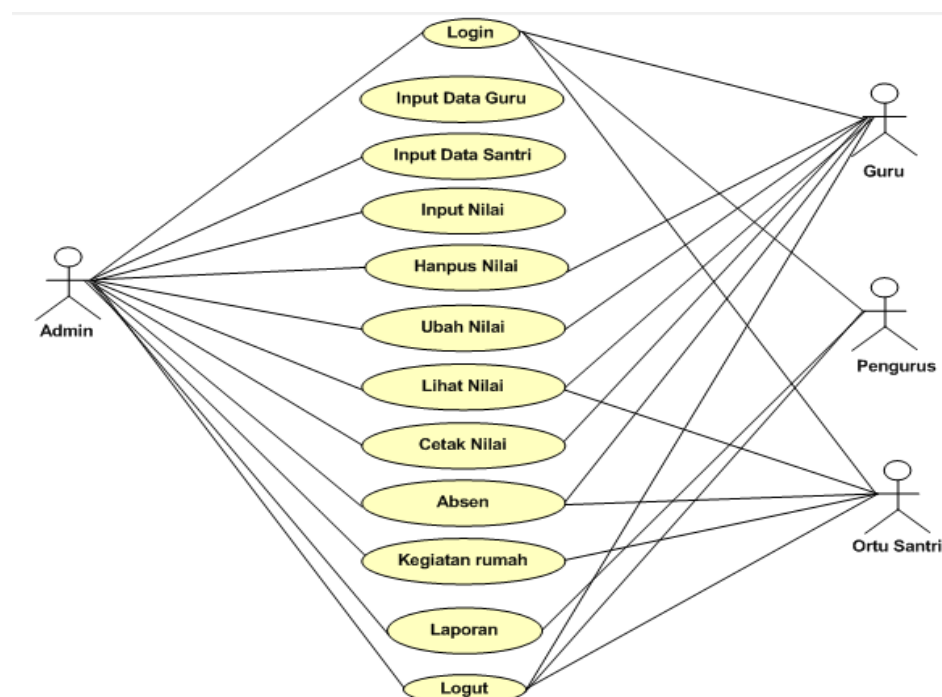 Login
Input Data Guru
Input Data Santri
Input Nilai
Hanpus Nilai
Ubah Nilai
Lihat Nilai
Cetak Nilai
Absen
Kegiatan rumah
Laporan
Logut
Admin
Guru
Pengurus
Ortu Santri